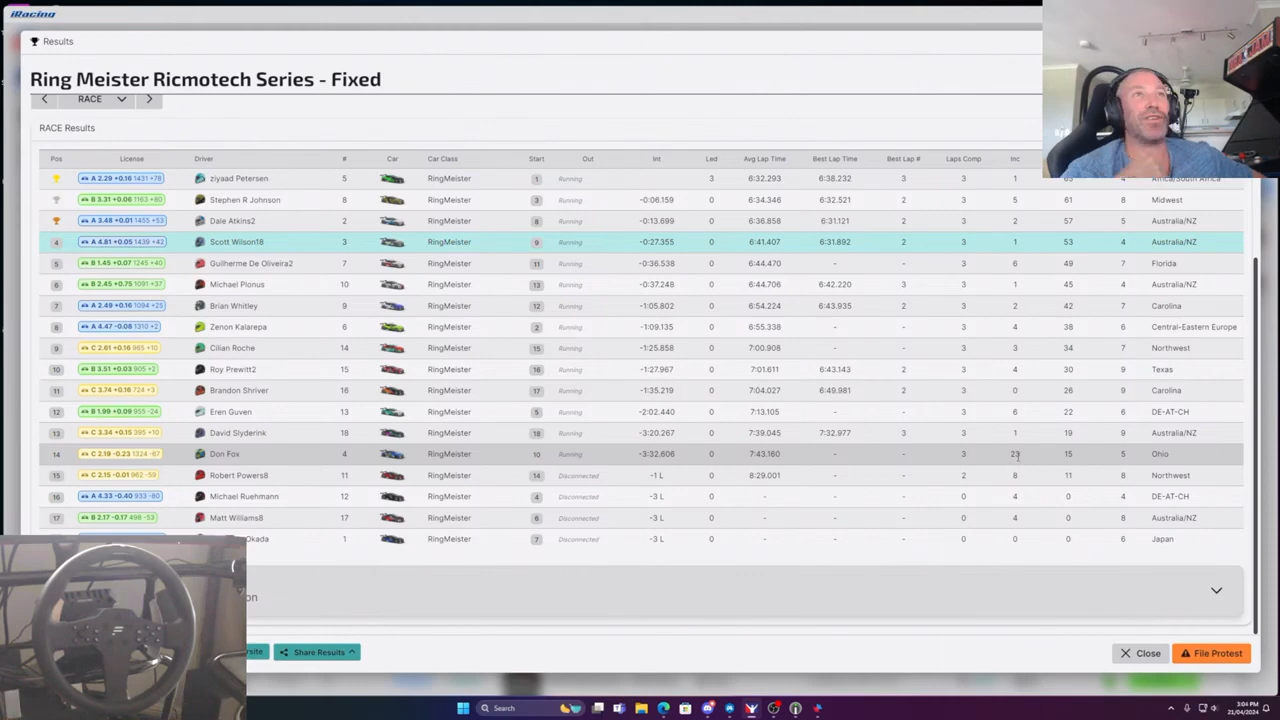 iRacing
Results
Ring Meister Ricmotech Series - Fixed
RACE
RACE Results
Pos License Driver # Car Car Class Start Out Int Led Avg Lap Time Best Lap Time Best Lap # Laps Comp Inc
A 2.29 +0.16 1431 +78 ziyaad Petersen 5 RingMeister 1 Running 3 6:32.293 6:38.232 3 3 1 4 Africa/South Africa
B 3.31 +0.06 1163 +80 Stephen R Johnson 8 RingMeister 3 Running -0:06.159 0 6:34.346 6:32.521 2 3 5 61 8 Midwest
A 3.48 +0.01 1455 +53 Dale Atkins2 2 RingMeister 8 Running -0:13.699 0 6:36.858 6:31.121 2 3 2 57 5 Australia/NZ
4 A 4.81 +0.05 1439 +42 Scott Wilson18 3 RingMeister 9 Running -0:27.355 0 6:41.407 6:31.892 2 3 1 53 4 Australia/NZ
5 B 1.45 +0.07 1245 +40 Guilherme De Oliveira2 7 RingMeister 11 Running -0:36.538 0 6:44.470 - - 3 6 49 7 Florida
6 B 2.45 +0.75 1091 +37 Michael Plonus 10 RingMeister 13 Running -0:37.248 0 6:44.706 6:42.220 3 3 1 45 4 Australia/NZ
7 A 2.49 +0.16 1094 +25 Brian Whitley 9 RingMeister 12 Running -1:05.802 0 6:54.224 6:43.935 2 3 2 42 7 Carolina
8 A 4.47 -0.08 1310 +2 Zenon Kalarepa 6 RingMeister 2 Running -1:09.135 0 6:55.338 - - 3 4 38 6 Central-Eastern Europe
9 C 2.81 +0.16 965 +10 Cilian Roche 14 RingMeister 15 Running -1:25.858 0 7:00.908 - - 3 3 34 7 Northwest
10 B 3.51 +0.03 905 +2 Roy Prewitt2 15 RingMeister 16 Running -1:27.967 0 7:01.611 6:43.143 2 3 4 30 9 Texas
11 C 3.74 +0.16 724 +3 Brandon Shriver 16 RingMeister 17 Running -1:35.219 0 7:04.027 6:49.981 2 3 0 26 9 Carolina
12 B 1.99 +0.09 955 -24 Eren Guven 13 RingMeister 5 Running -2:02.440 0 7:13.105 - - 3 6 22 6 DE-AT-CH
13 C 3.34 +0.15 395 +10 David Slyderink 18 RingMeister 18 Running -3:20.267 0 7:39.045 7:32.977 3 3 1 19 9 Australia/NZ
14 C 2.19 -0.23 1324 -67 Don Fox 4 RingMeister 10 Running -3:32.606 0 7:43.160 - - 3 23 15 5 Ohio
15 C 2.15 -0.01 962 -59 Robert Powers8 11 RingMeister 14 Disconnected -1 L 0 8:29.001 - - 2 8 11 8 Northwest
16 A 4.33 -0.40 933 -80 Michael Ruehmann 12 RingMeister 4 Disconnected -3 L 0 - - - 0 4 0 4 DE-AT-CH
17 B 2.17 -0.17 498 -53 Matt Williams8 17 RingMeister 6 Disconnected -3 L 0 - - - 0 4 0 8 Australia/NZ
Okada 1 RingMeister 7 Disconnected -3 L 0 - - - 0 0 0 6 Japan
on
site Share Results Close File Protest
Search 3:04 PM
21/04/2024